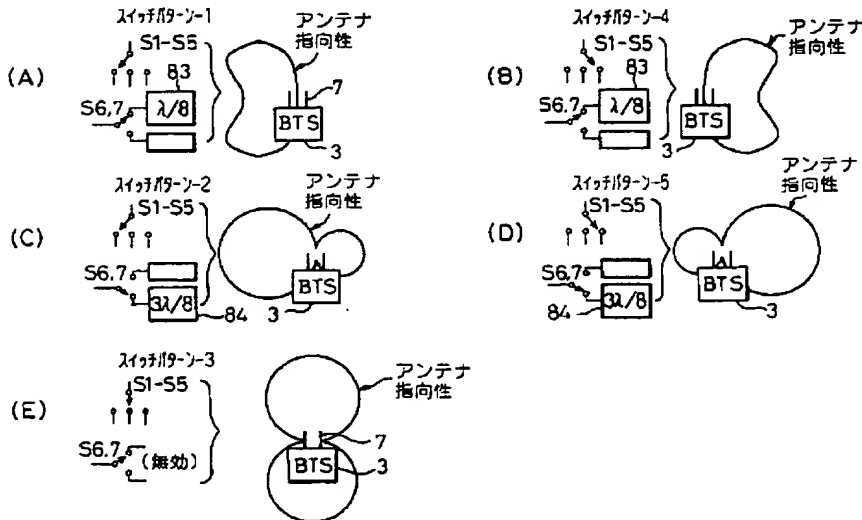 スイッチパターン-1
アンテナ
指向性
S1-S5
(A)
83
7
S6,7
λ/8
BTS
3
スイッチパターン-4
アンテナ
指向性
S1-S5
(B)
83
S6.7
λ/8
BTS
3
スイッチパターン-2
アンテナ
指向性
S1-S5
(C)
S6.7
3λ/8
BTS
3
84
スイッチパターン-5
アンテナ
指向性
S1-S5
(D)
S6.7
84
3λ/8
BTS
3
スイッチパターン-3
アンテナ
指向性
S1-S5
(E)
7
S6.7
(無効)
BTS
3